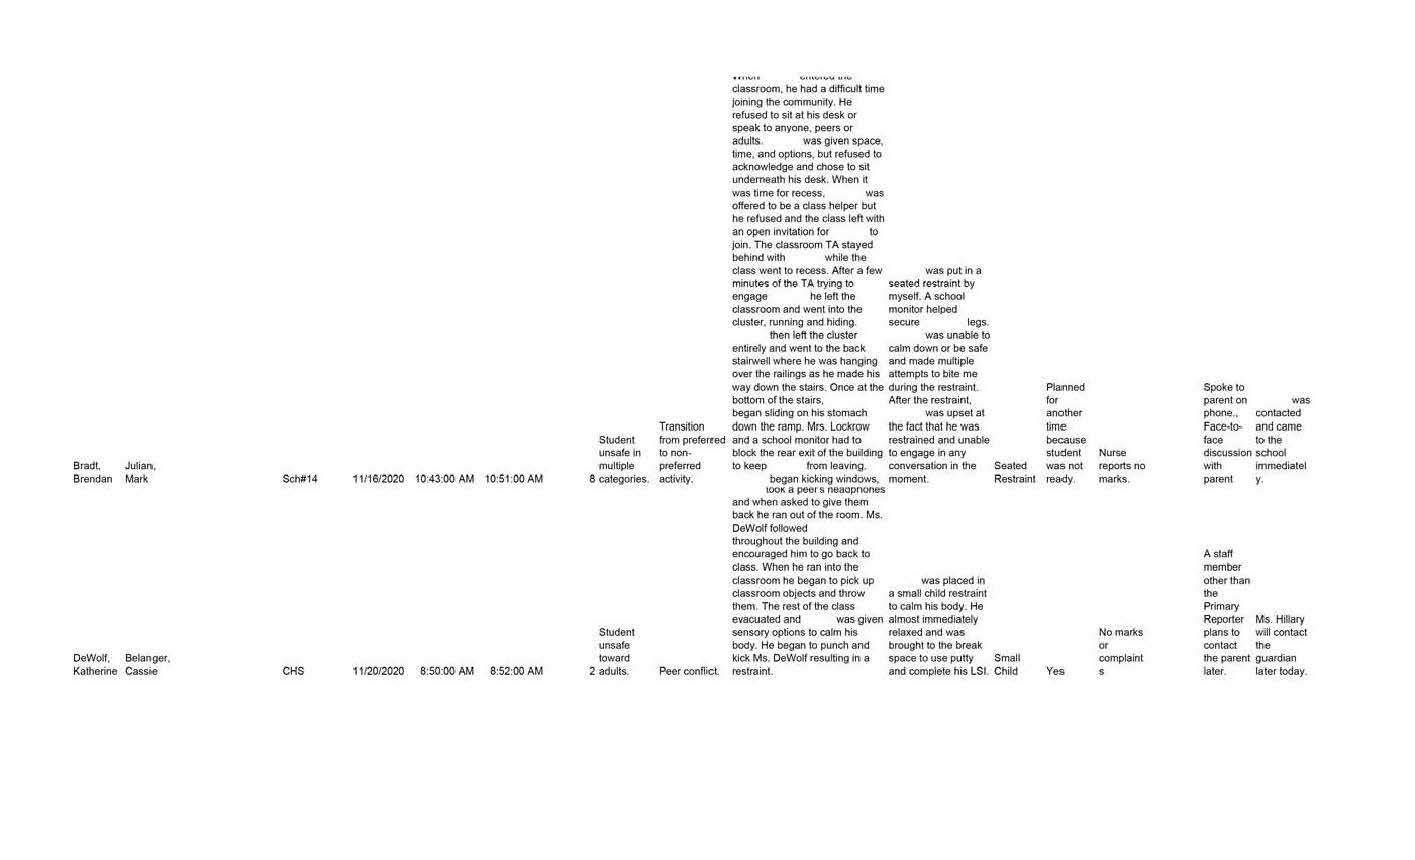 When entered the
classroom, he had a difficult time
joining the community. He
refused to sit at his desk or
speak to anyone, peers or
adults. was given space,
time, and options, but refused to
acknowledge and chose to sit
underneath his desk. When it
was time for recess, was
offered to be a class helper but
he refused and the class left with
an open invitation for to
join. The classroom TA stayed
behind with while the
class went to recess. After a few
minutes of the TA trying to
engage he left the
classroom and went into the
cluster, running and hiding.
then left the cluster
entirely and went to the back
stairwell where he was hanging
over the railings as he made his
way down the stairs. Once at the
bottom of the stairs,
began sliding on his stomach
down the ramp. Mrs. Lockrow
and a school monitor had to
block the rear exit of the building
to keep from leaving.
began kicking windows,
was put in a
seated restraint by
myself. A school
monitor helped
secure legs.
was unable to
calm down or be safe
and made multiple
attempts to bite me
during the restraint.
After the restraint,
was upset at
the fact that he was
restrained and unable
to engage in any
conversation in the
moment.
Bradt,
Brendan
Julian,
Mark
Sch#14
11/16/2020
10:43:00 AM
10:51:00 AM
8
Student
unsafe in
multiple
categories.
Transition
from preferred
to non-
preferred
activity.
Seated
Restraint
Planned
for
another
time
because
student
was not
ready.
Nurse
reports no
marks.
Spoke to
parent on
phone.,
Face-to-
face
discussion
with
parent
was
contacted
and came
to the
school
immediatel
y.
took a peer's headphones
and when asked to give them
back he ran out of the room. Ms.
DeWolf followed
throughout the building and
encouraged him to go back to
class. When he ran into the
classroom he began to pick up
classroom objects and throw
them. The rest of the class
evacuated and was given
sensory options to calm his
body. He began to punch and
kick Ms. DeWolf resulting in a
restraint.
was placed in
a small child restraint
to calm his body. He
almost immediately
relaxed and was
brought to the break
space to use putty
and complete his LSI.
DeWolf,
Katherine
Belanger,
Cassie
CHS
11/20/2020
8:50:00 AM
8:52:00 AM
2
Student
unsafe
toward
adults.
Peer conflict.
Small
Child
Yes
No marks
or
complaint
s
A staff
member
other than
the
Primary
Reporter
plans to
contact
the parent
later.
Ms. Hillary
will contact
the
guardian
later today.